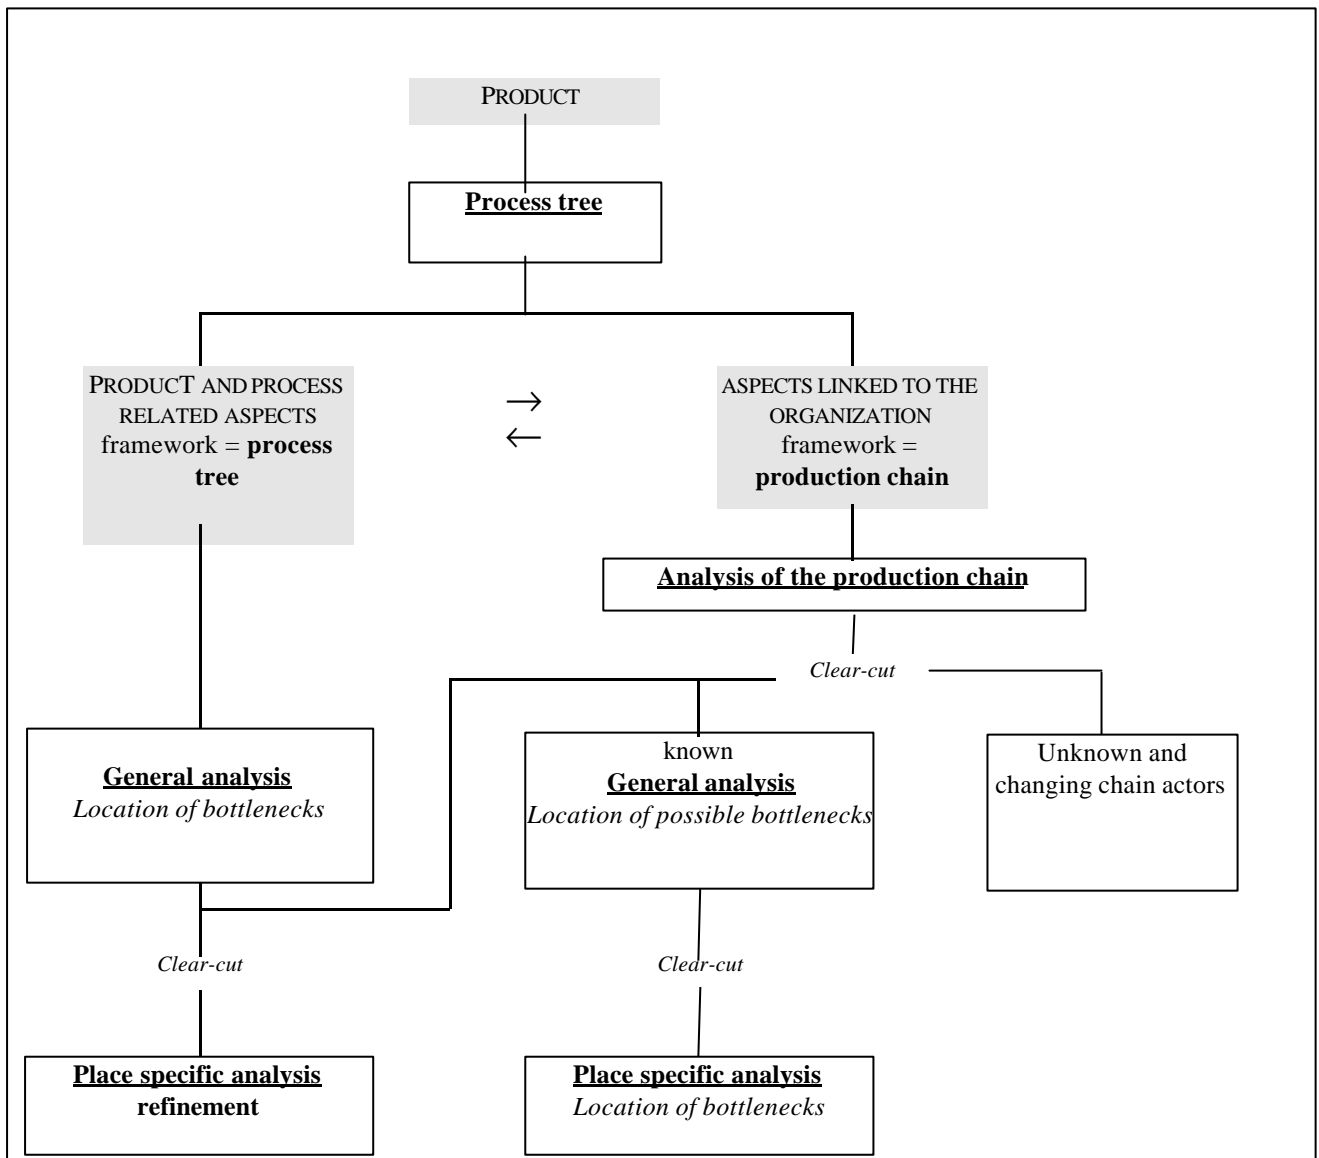 PRODUCT
Process tree
PRODUCT AND PROCESS
RELATED ASPECTS
framework = process
tree
→
←
ASPECTS LINKED TO THE
ORGANIZATION
framework =
production chain
Analysis of the production chain
Clear-cut
General analysis
Location of bottlenecks
known
General analysis
Location of possible bottlenecks
Unknown and
changing chain actors
Clear-cut
Clear-cut
Place specific analysis
refinement
Place specific analysis
Location of bottlenecks